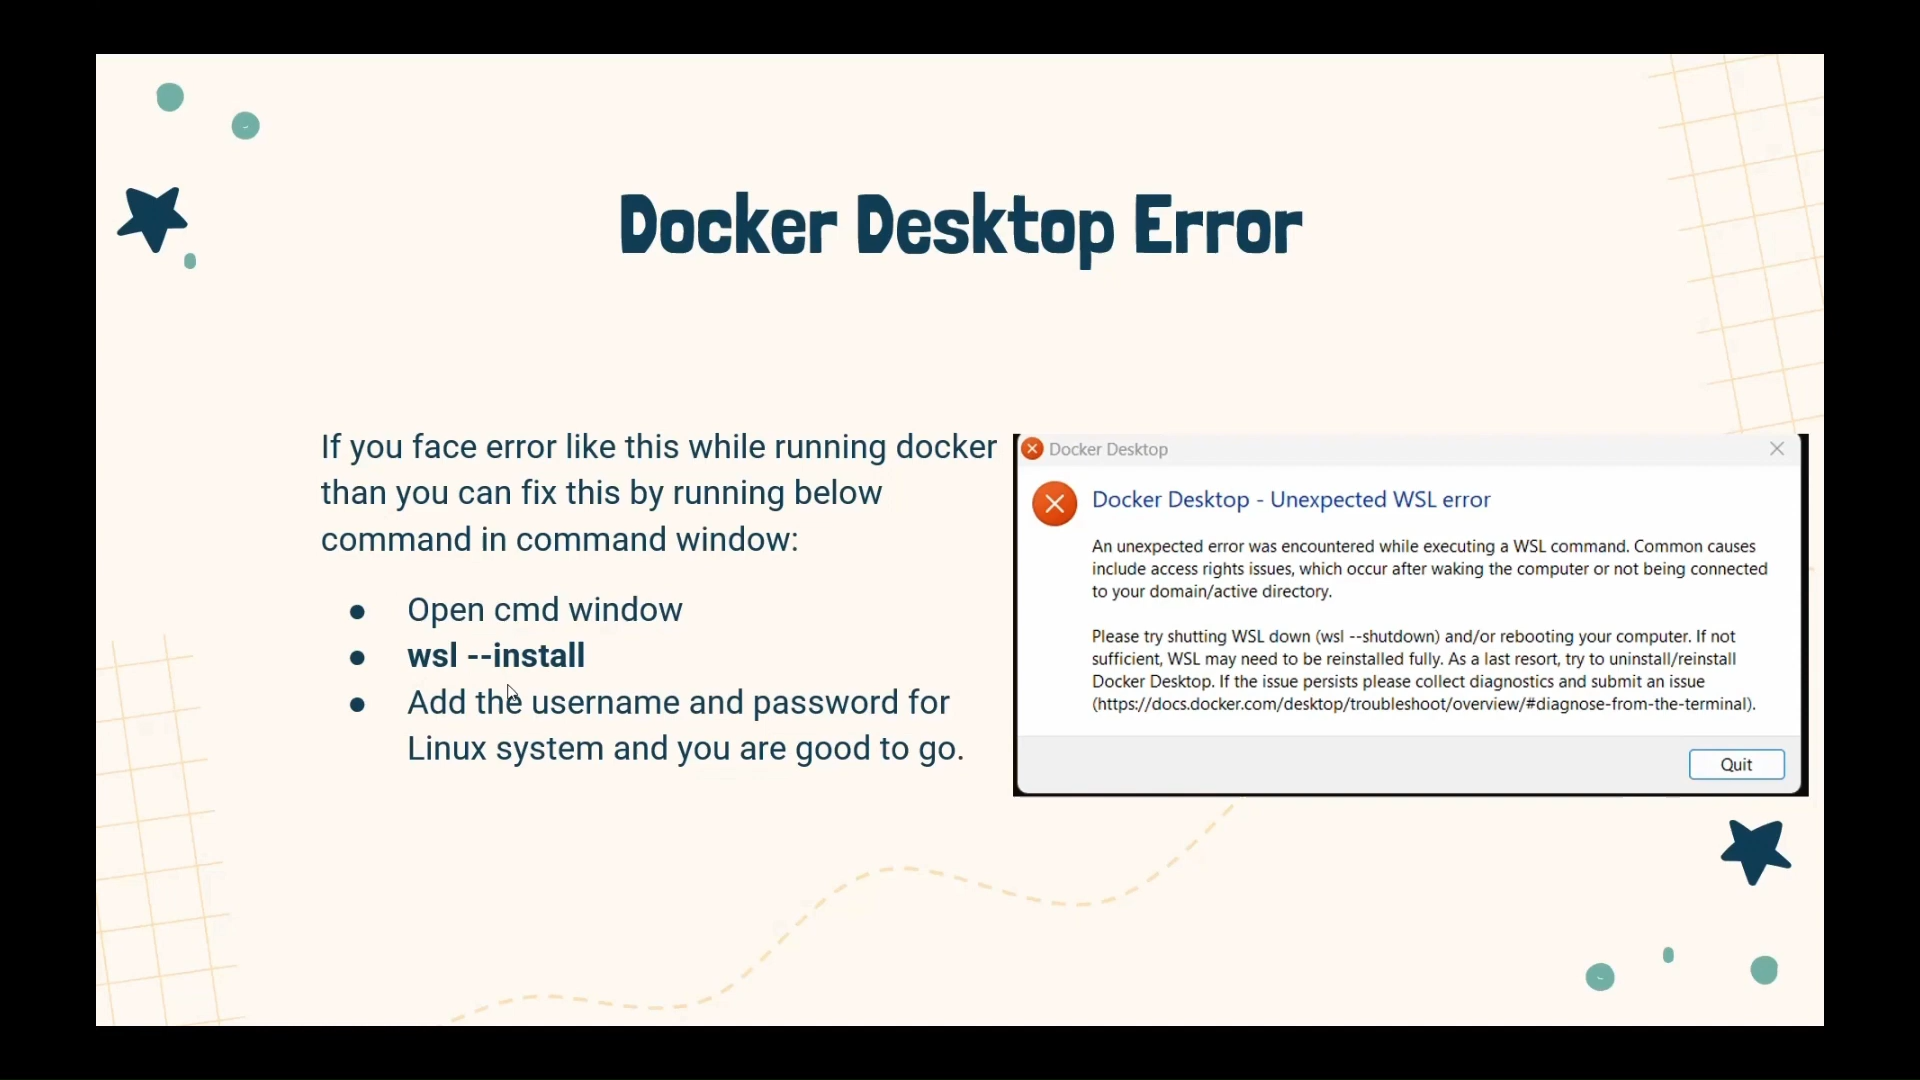 Docker Desktop Error
If you face error like this while running docker
than you can fix this by running below
command in command window:
● Open cmd window
● wsl --install
● Add the username and password for
Linux system and you are good to go.
Docker Desktop
Docker Desktop - Unexpected WSL error
An unexpected error was encountered while executing a WSL command. Common causes
include access rights issues, which occur after waking the computer or not being connected
to your domain/active directory.
Please try shutting WSL down (wsl --shutdown) and/or rebooting your computer. If not
sufficient, WSL may need to be reinstalled fully. As a last resort, try to uninstall/reinstall
Docker Desktop. If the issue persists please collect diagnostics and submit an issue
(https://docs.docker.com/desktop/troubleshoot/overview/#diagnose-from-the-terminal).
Quit